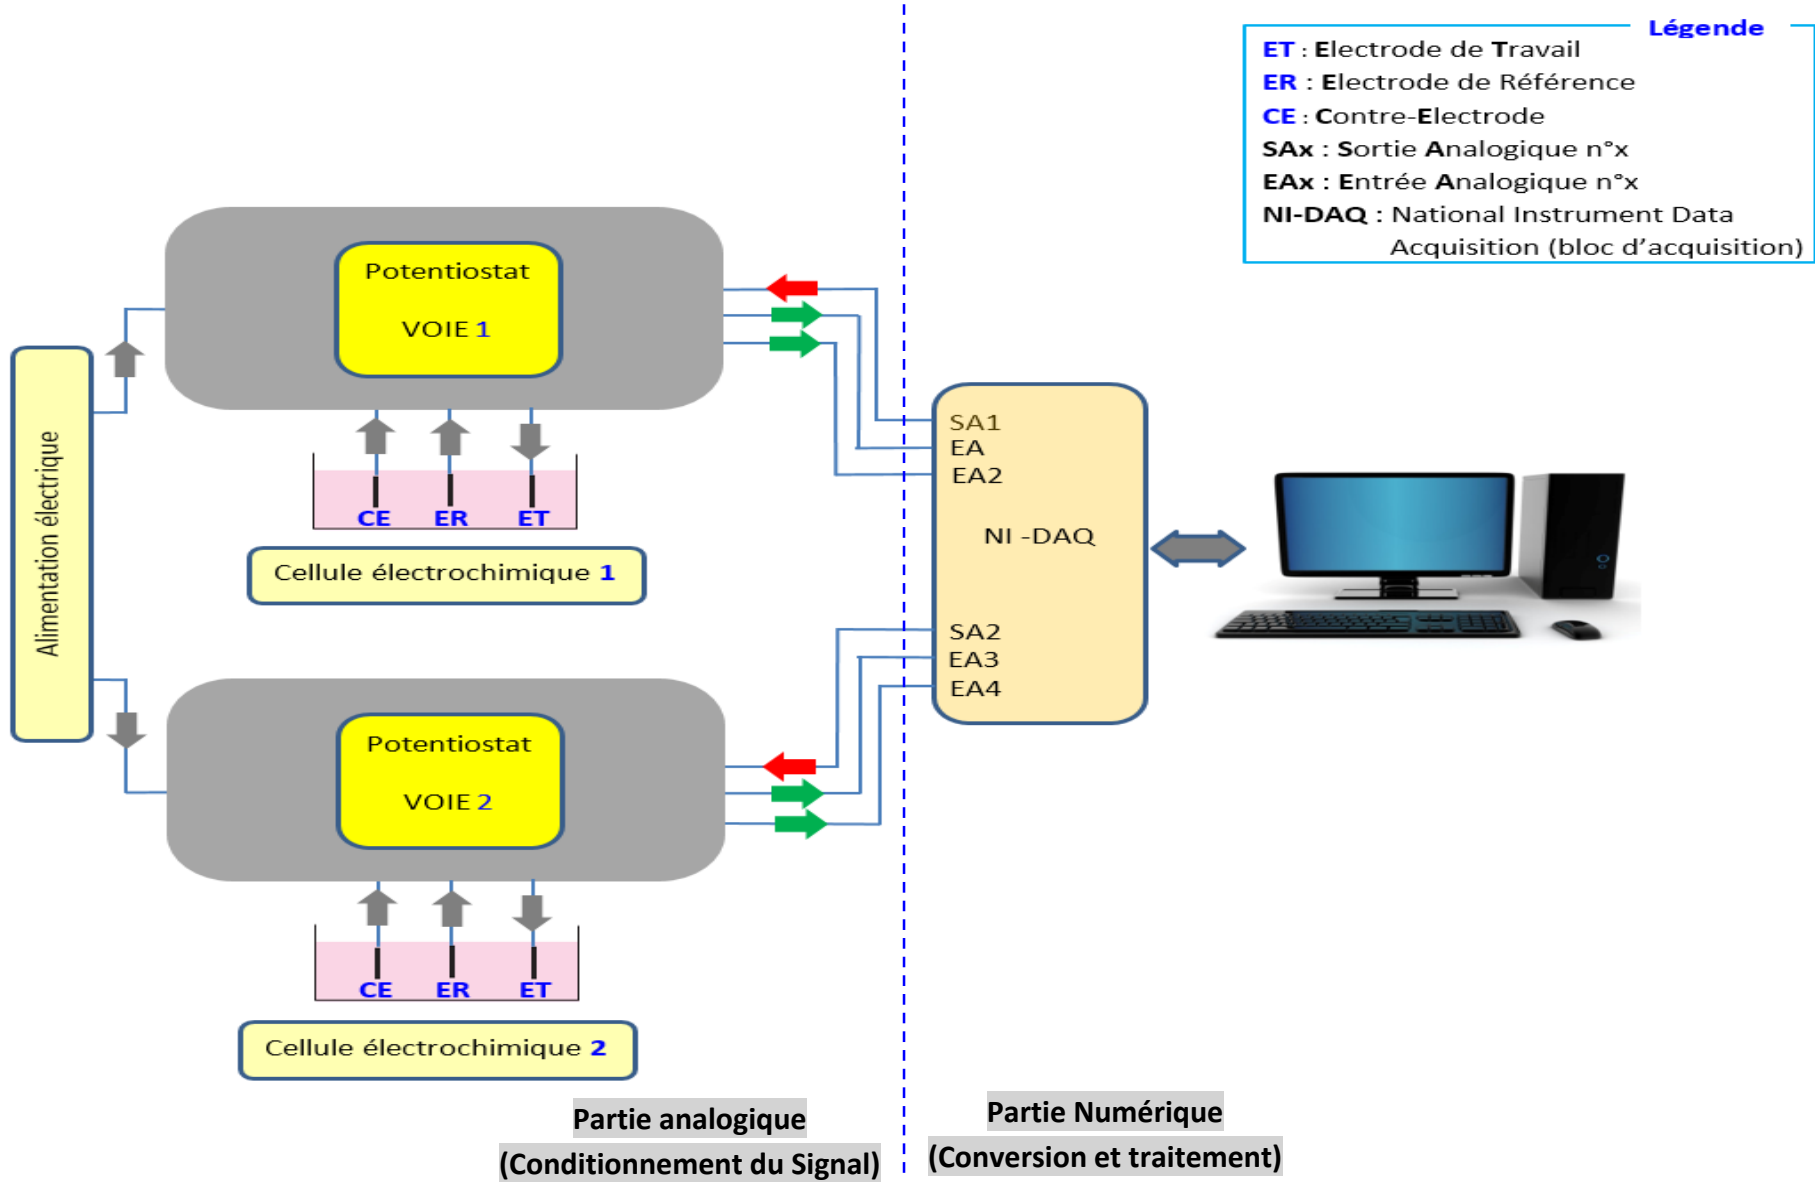 Légende
ET : Electrode de Travail
ER : Electrode de Référence
CE : Contre-Electrode
SAx : Sortie Analogique n°x
EAx : Entrée Analogique n°x
NI-DAQ : National Instrument Data
Acquisition (bloc d'acquisition)
Potentiostat
VOIE 1
Alimentation électrique
CE ER ET
Cellule électrochimique 1
SA1
EA
EA2
NI -DAQ
SA2
EA3
EA4
Potentiostat
VOIE 2
CE ER ET
Cellule électrochimique 2
Partie analogique
(Conditionnement du Signal)
Partie Numérique
(Conversion et traitement)